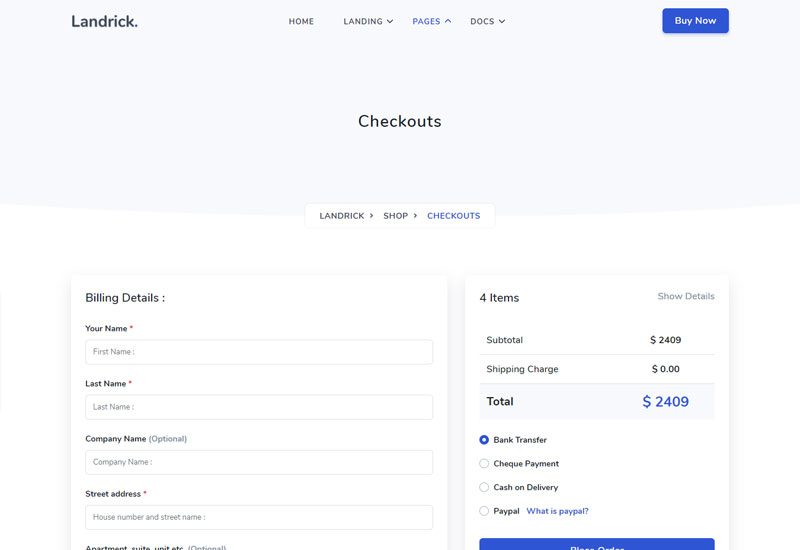 Landrick.
HOME LANDING PAGES DOCS
Buy Now
Checkouts
LANDRICK SHOP CHECKOUTS
Billing Details :
Your Name *
First Name :
Last Name *
Last Name :
Company Name (Optional)
Company Name :
Street address *
House number and street name :
Apartment, suite, unit etc. (Optional)
4 Items
Show Details
Subtotal $ 2409
Shipping Charge $ 0.00
Total $ 2409
Bank Transfer
Cheque Payment
Cash on Delivery
Paypal What is paypal?
Place Order